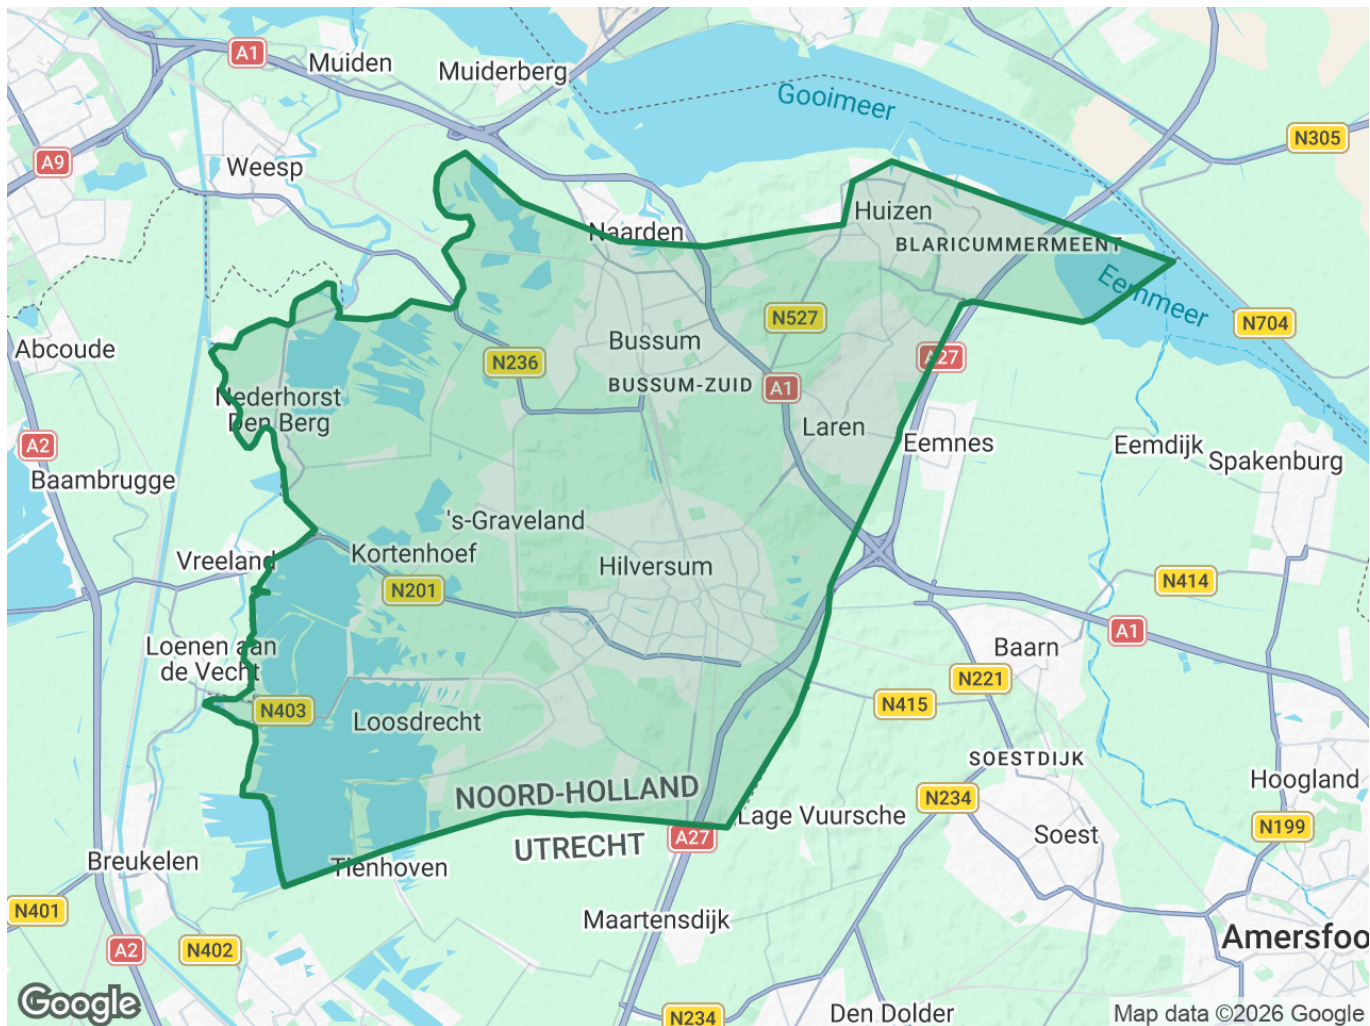 A1
Muiden
Muiderberg
Gooimeer
N305
A9
Weesp
Huizen
Naarden
BLARICUMMERMEENT
Eemmeer
N527
N704
Abcoude
Bussum
N236
A27
BUSSUM-ZUID
A1
Nederhorst
Den Berg
Laren
Eemnes
Eemdijk
A2
Spakenburg
Baambrugge
's-Graveland
Vreeland
Kortenhoef
Hilversum
N414
N201
A1
Loenen aan
de Vecht
Baarn
N221
N403
N415
Loosdrecht
SOESTDIJK
NOORD-HOLLAND
Hoogland
N234
Lage Vuursche
N199
UTRECHT
A27
Soest
Breukelen
Tienhoven
N401
Maartensdijk
A2
N402
Amersfoo
Google
N234
Den Dolder
Map data ©2026 Google